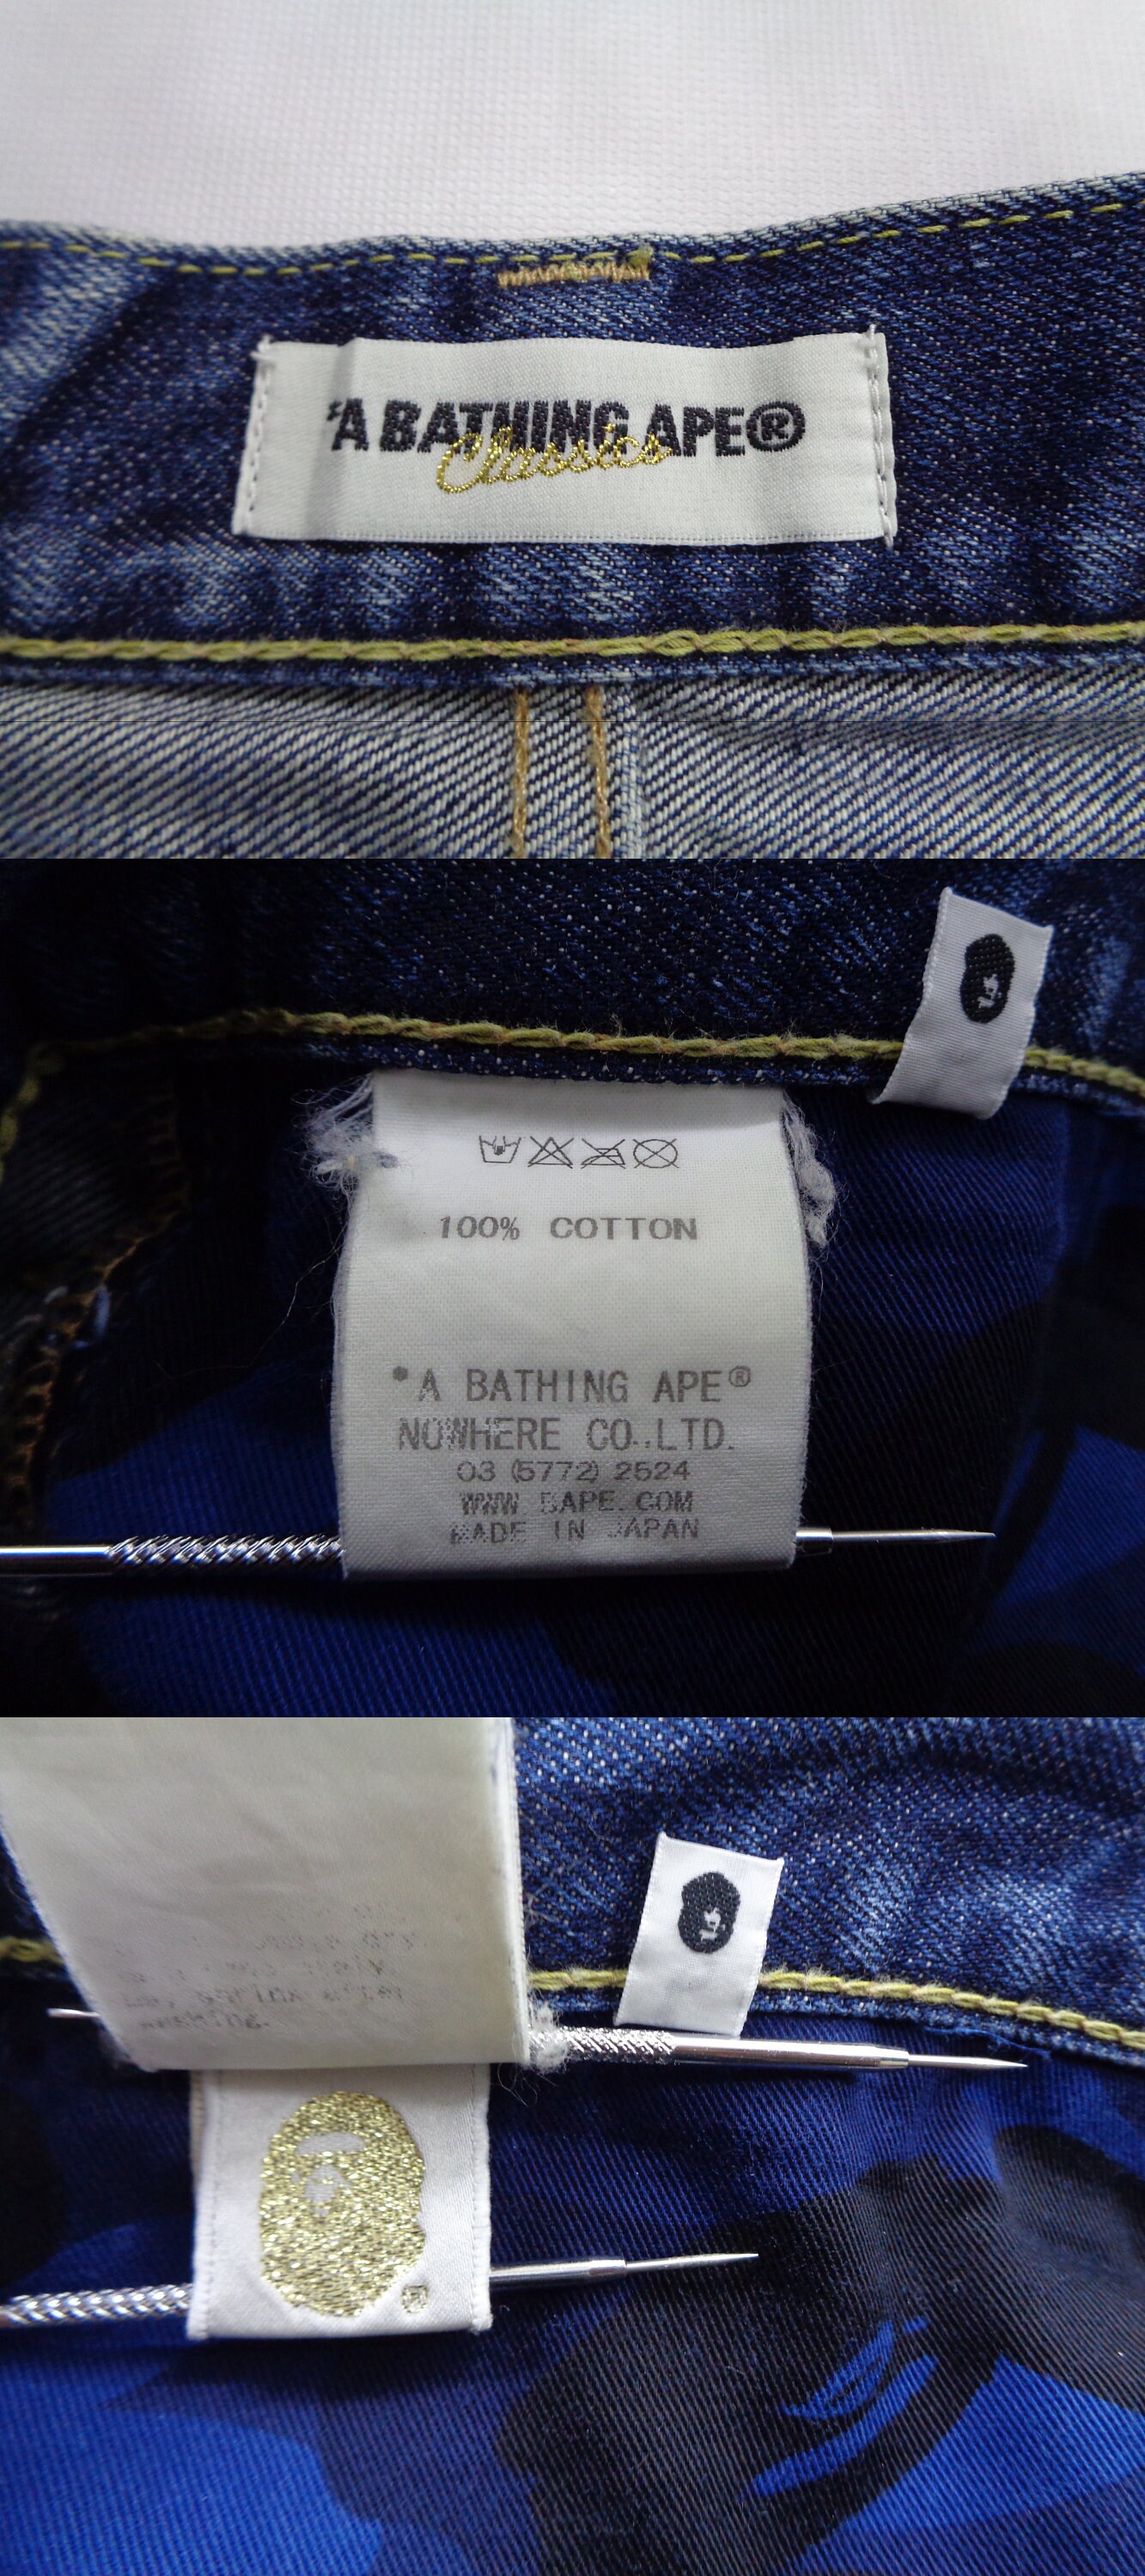 *A BATHING APE®
Classics
100% COTTON
*A BATHING APE®
NOWHERE CO.,LTD.
03 (5772) 2524
WWW BAPE.COM
MADE IN JAPAN
washing.
®